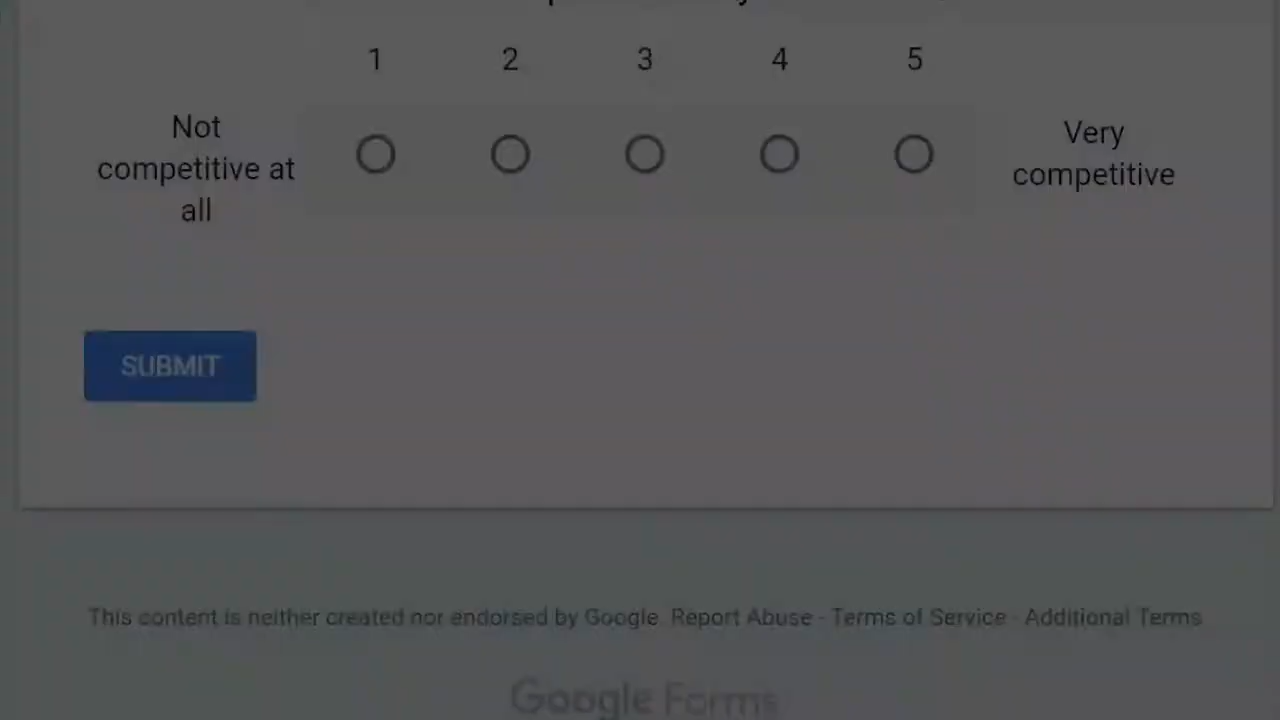 1 2 3 4 5
Not
competitive at
all
Very
competitive
SUBMIT
This content is neither created nor endorsed by Google. Report Abuse - Terms of Service - Additional Terms
Google Forms